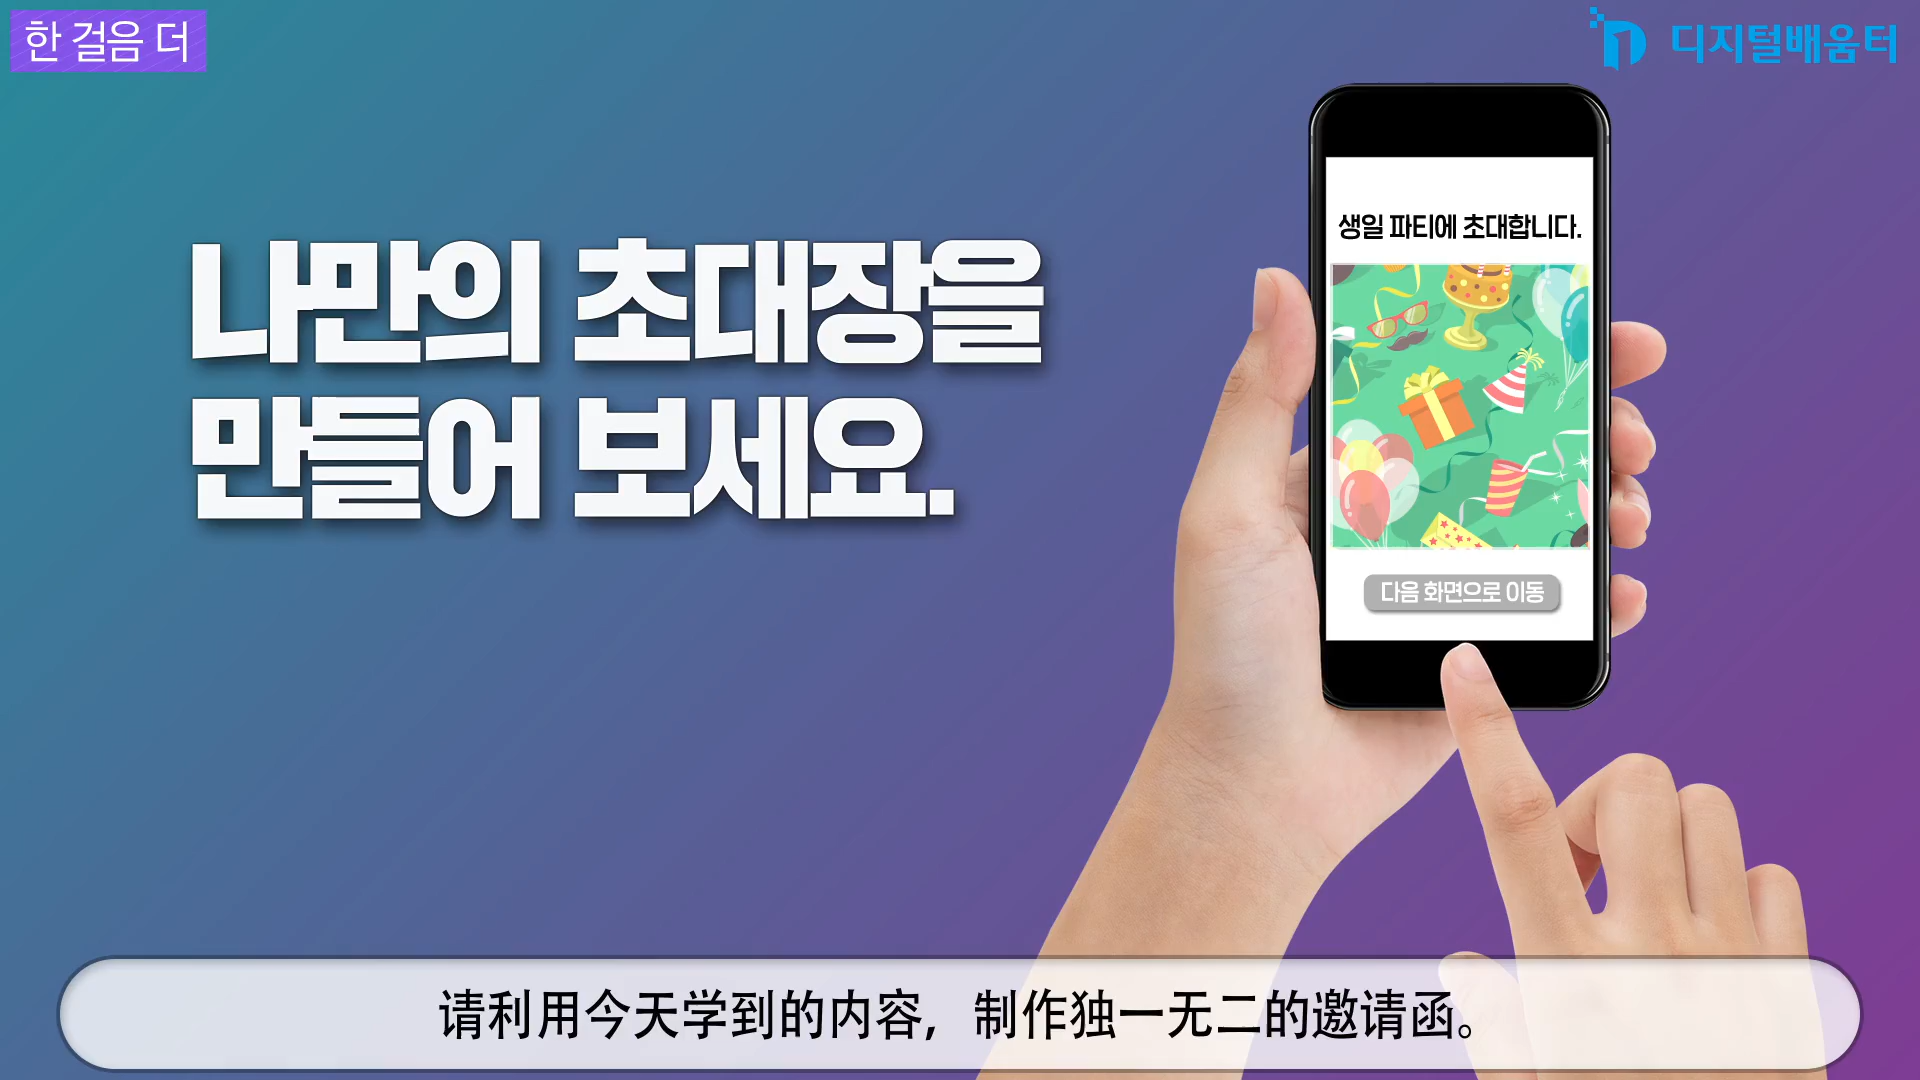 한 걸음 더
디지털배움터
나만의 초대장을
만들어 보세요.
생일 파티에 초대합니다.
다음 화면으로 이동
请利用今天学到的内容，制作独一无二的邀请函。